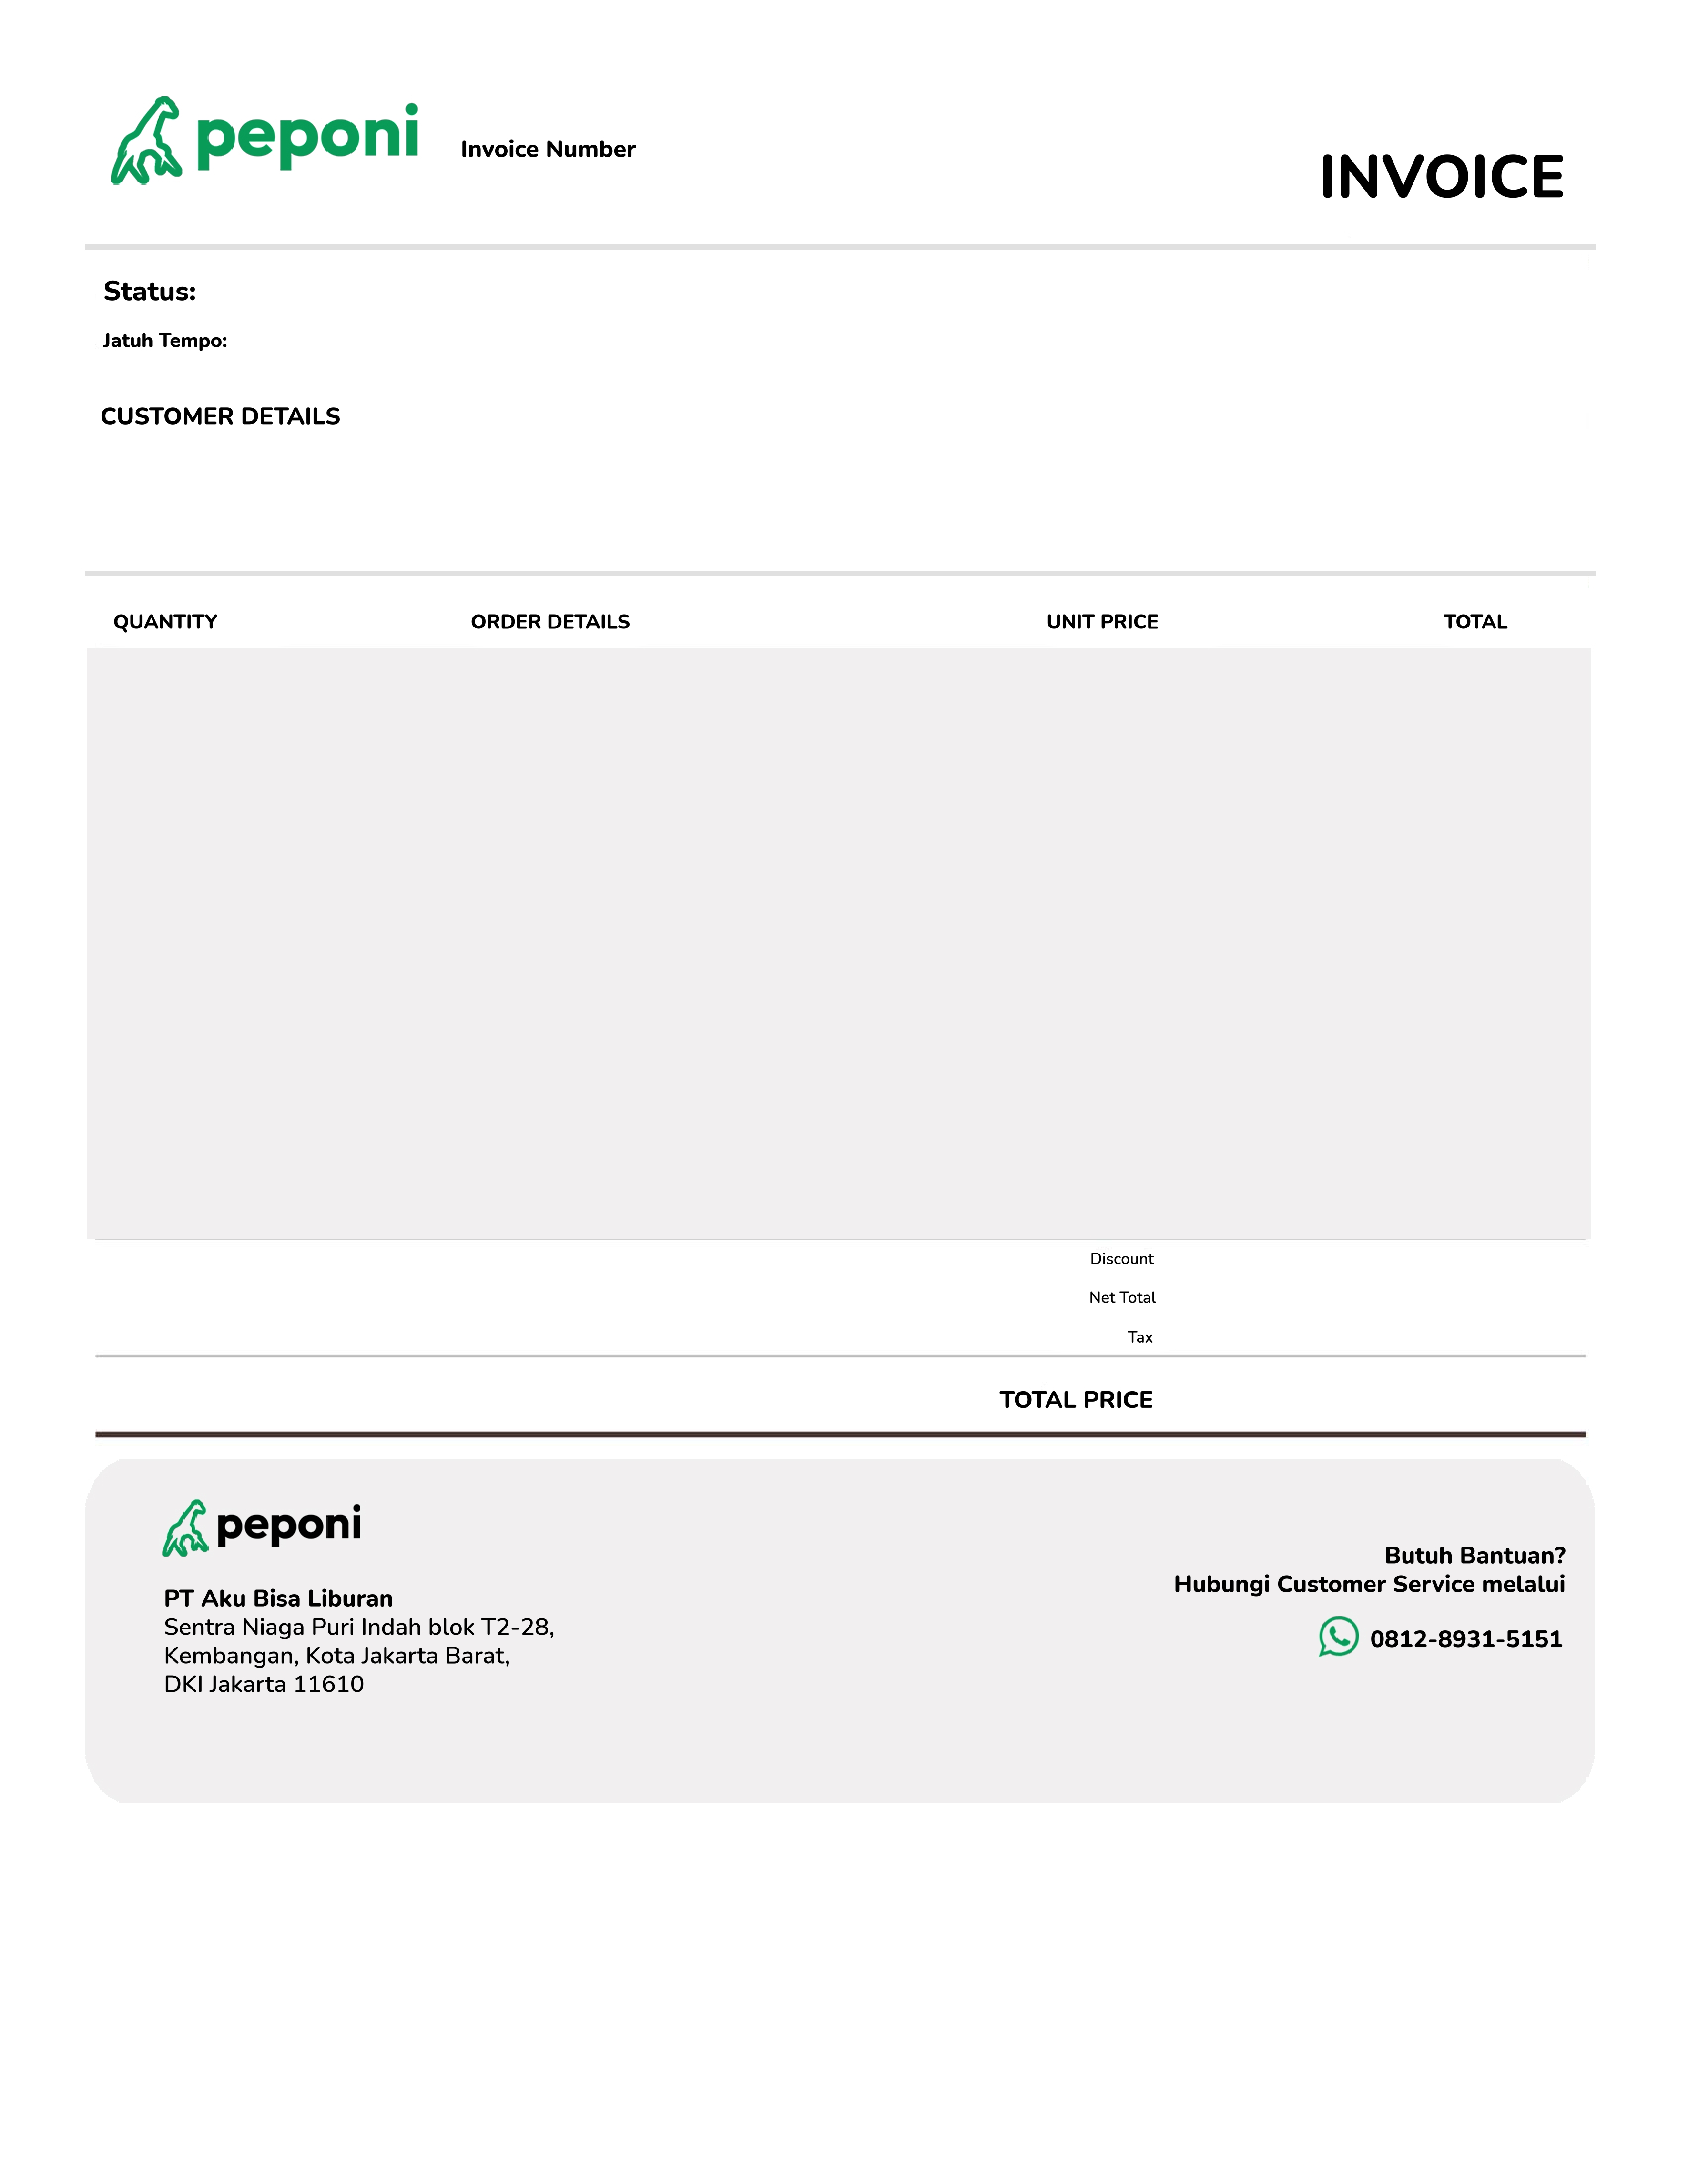 peponi
Invoice Number
INVOICE
Status:
Jatuh Tempo:
CUSTOMER DETAILS
QUANTITY ORDER DETAILS UNIT PRICE TOTAL
Discount
Net Total
Tax
TOTAL PRICE
peponi
PT Aku Bisa Liburan
Sentra Niaga Puri Indah blok T2-28,
Kembangan, Kota Jakarta Barat,
DKI Jakarta 11610
Butuh Bantuan?
Hubungi Customer Service melalui
0812-8931-5151